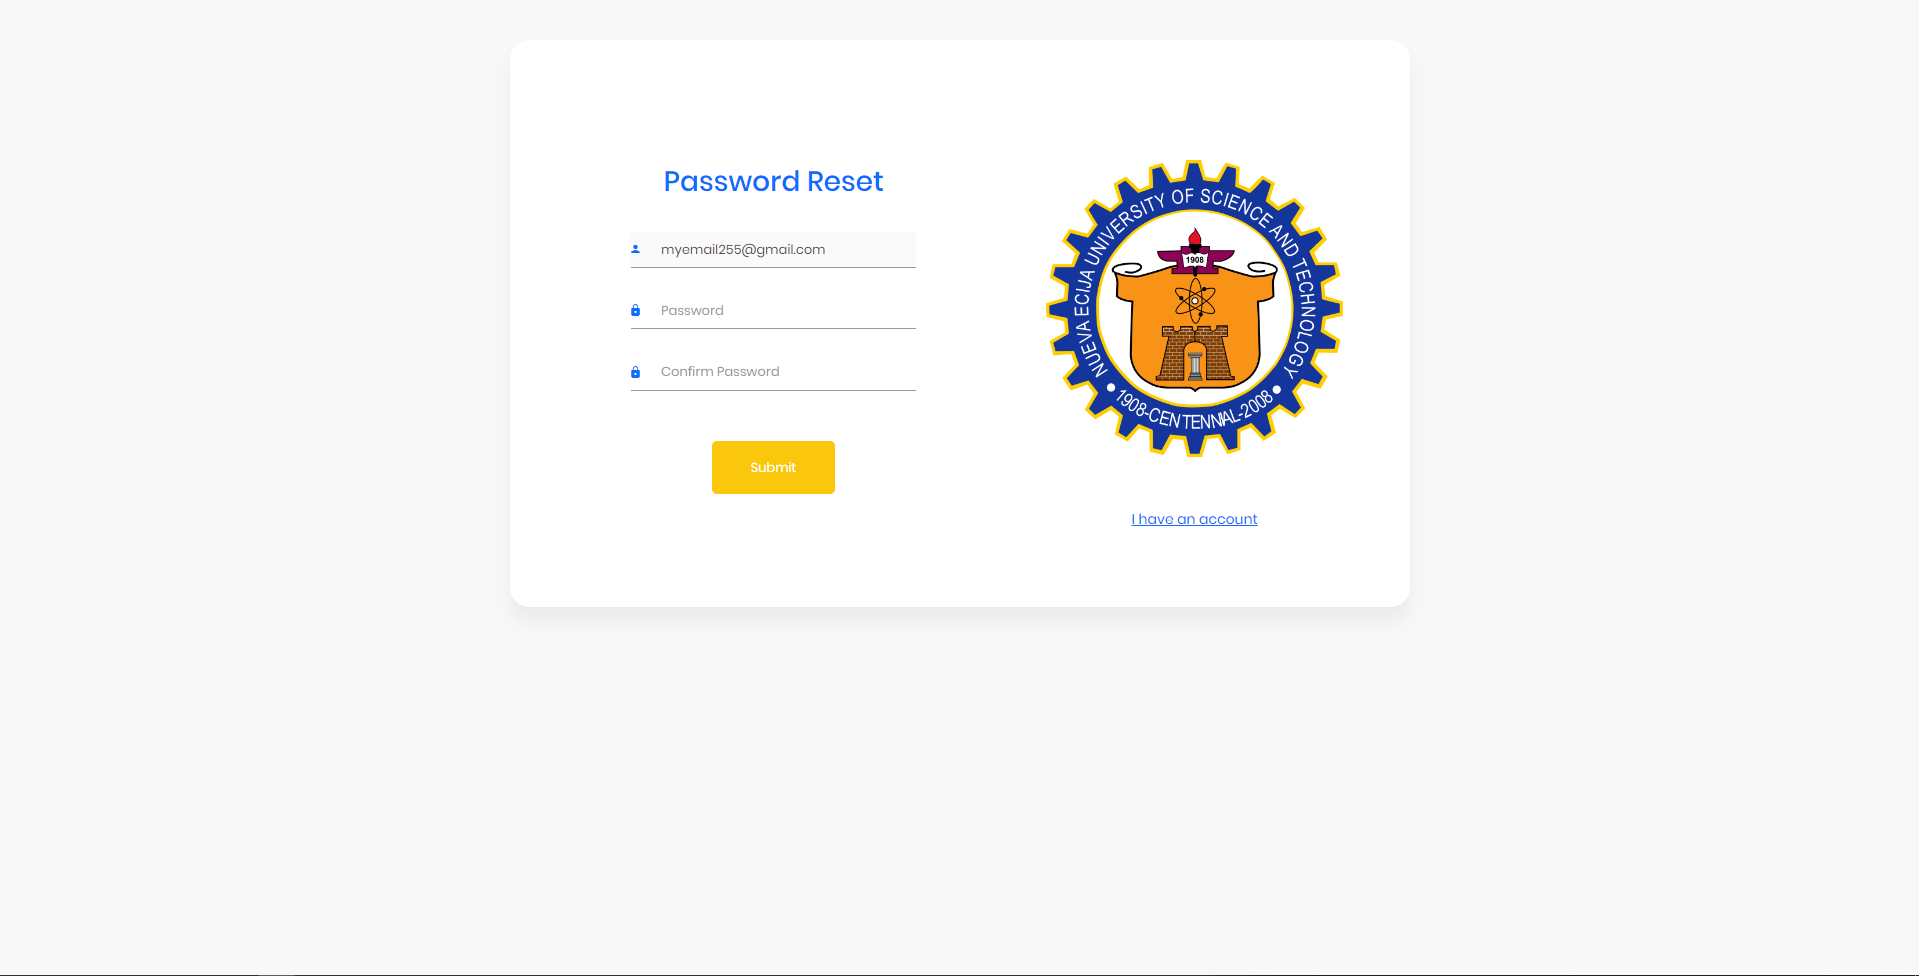 Password Reset
myemail255@gmail.com
Password
Confirm Password
Submit
NUEVA ECIJA UNIVERSITY OF SCIENCE AND TECHNOLOGY
1908
• 1908-CENTENNIAL-2008 •
I have an account